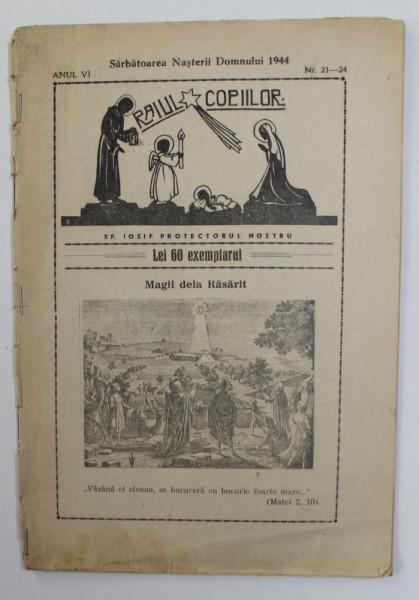 Sărbătoarea Nașterii Domnului 1944
ANUL VI
Nr. 21—24
RAIUL COPIILOR.
SF. IOSIF PROTECTORUL NOSTRU
Lei 60 exemplarul
Magii dela Răsărit
„Văzând ei steaua, se bucurară cu bucurie foarte mare..."
(Matei 2, 10)